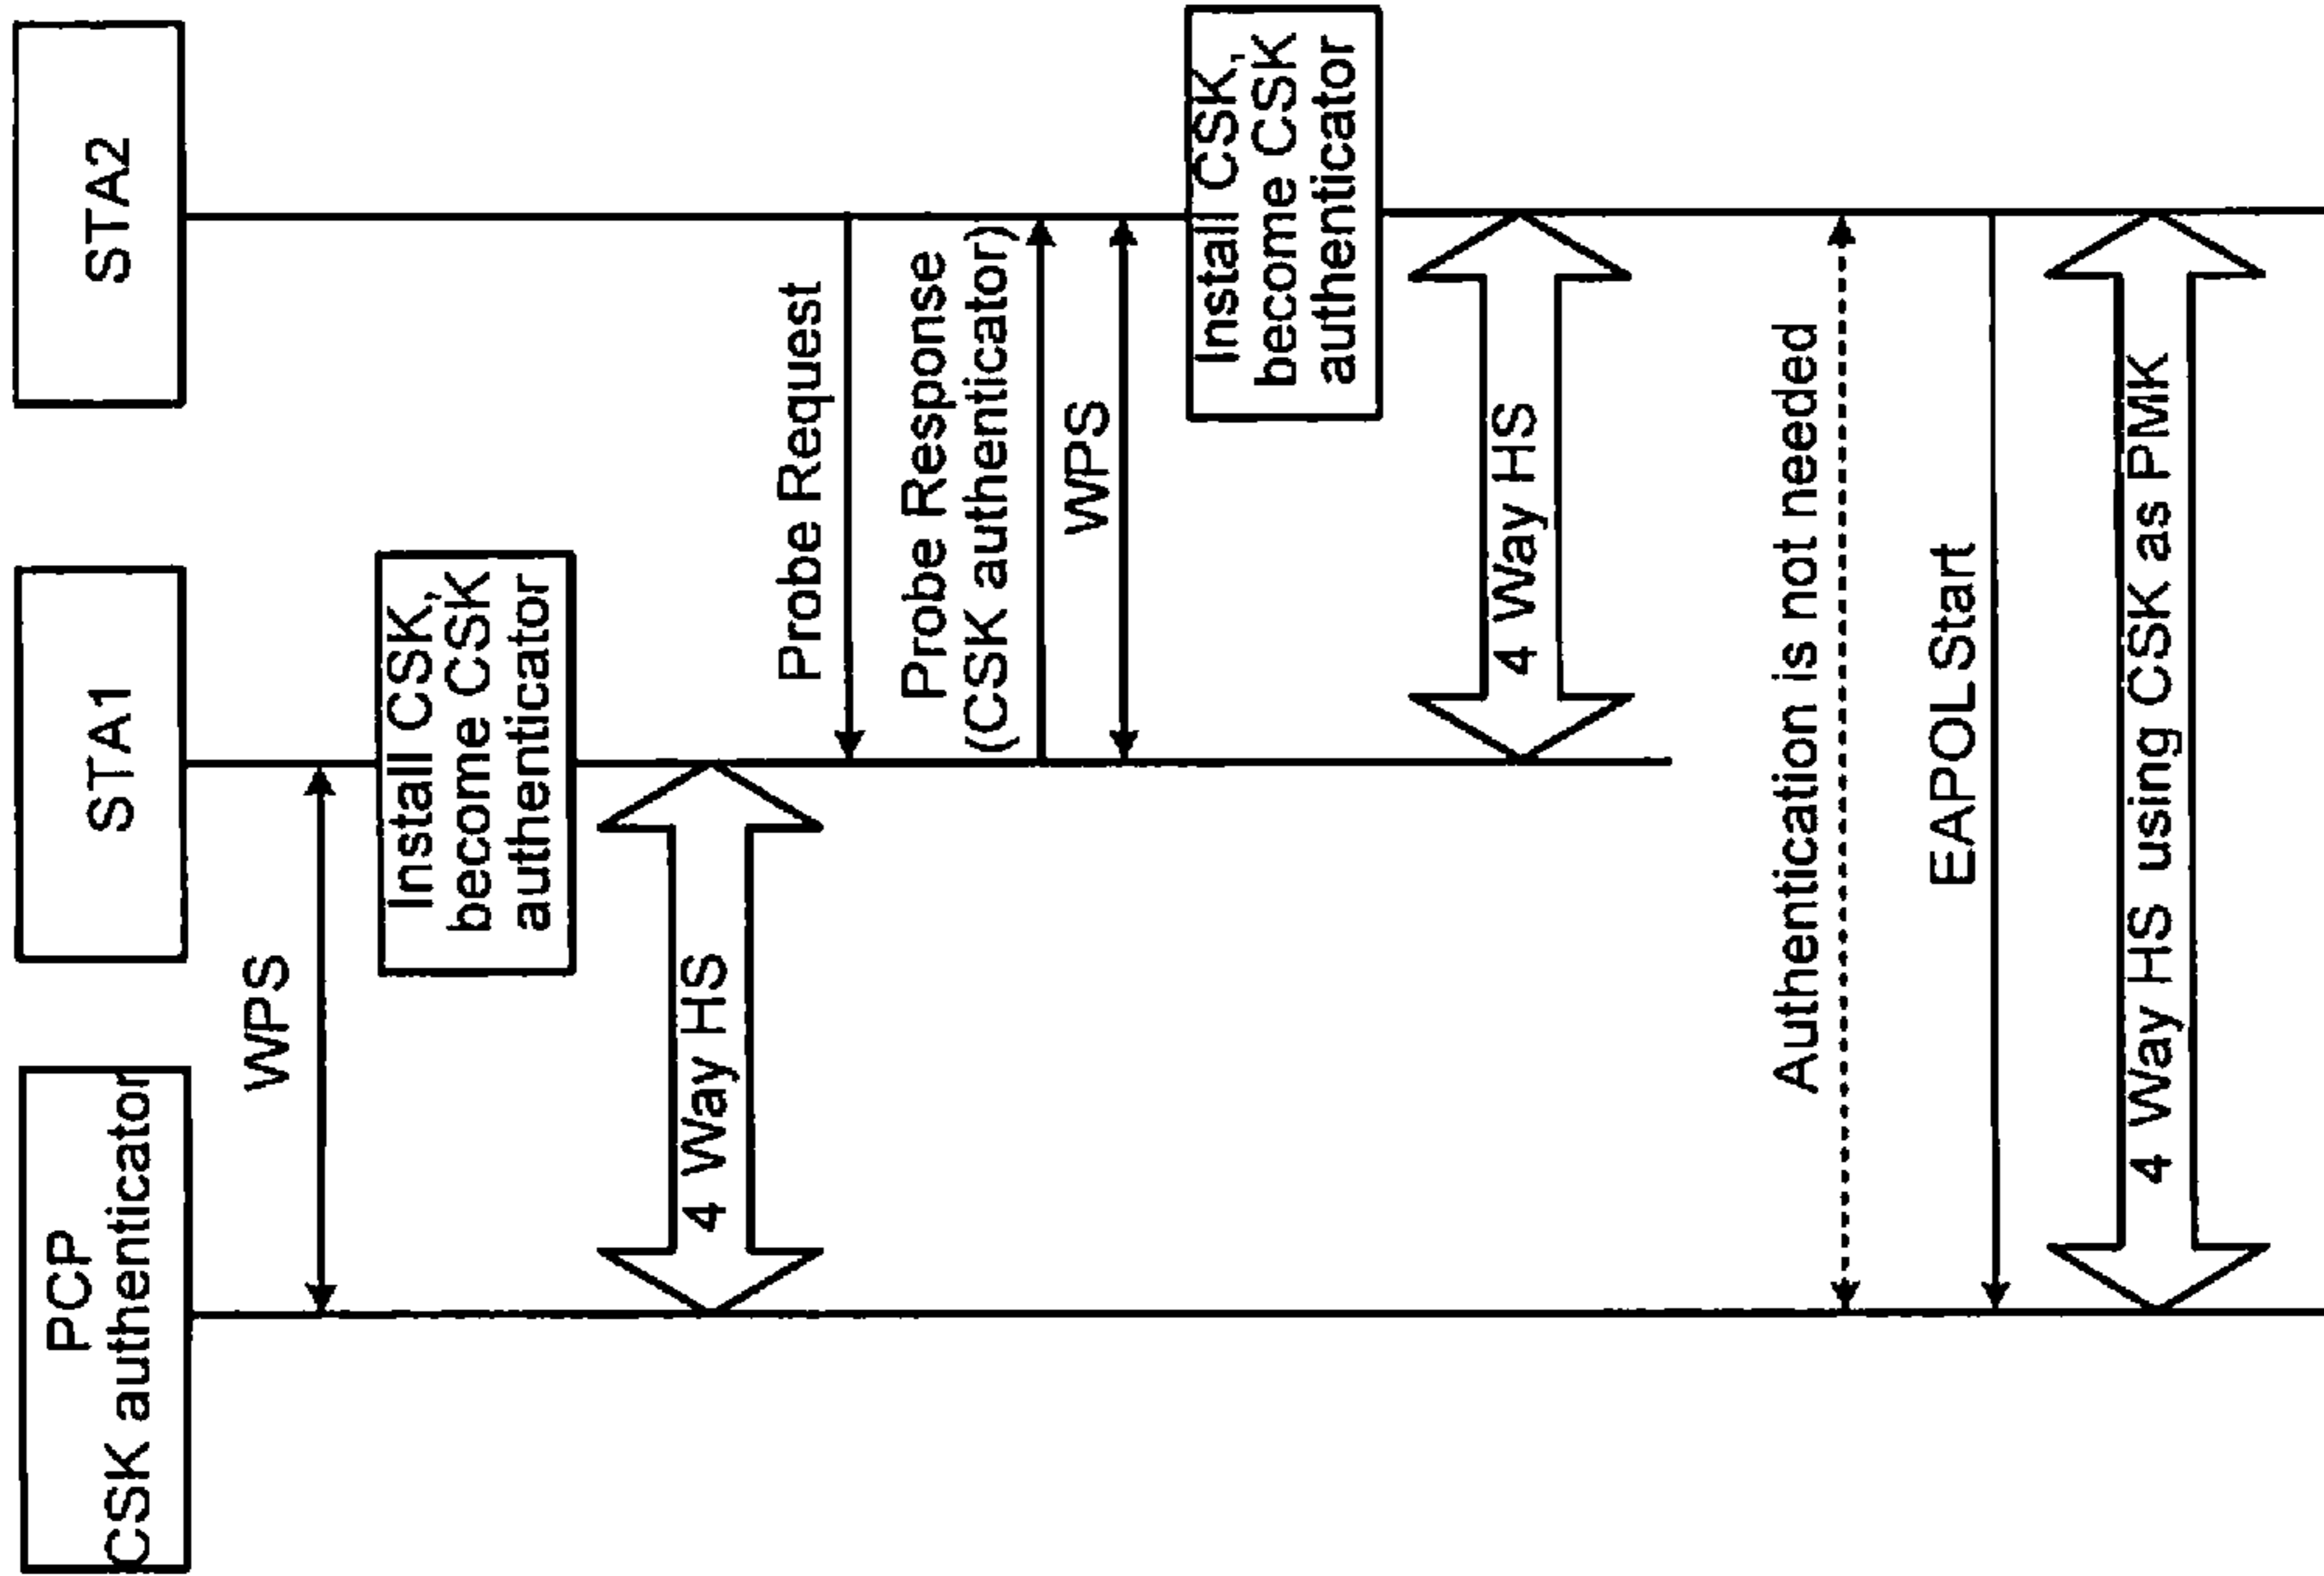 PCP
CSK authenticator
STA1
STA2
WPS
Install CSK,
become CSK
authenticator
4 Way HS
Probe Request
Probe Response
(CSK authenticator)
WPS
Install CSK,
become CSK
authenticator
4 Way HS
Authentication is not needed
EAPOLStart
4 Way HS using CSK as PMK